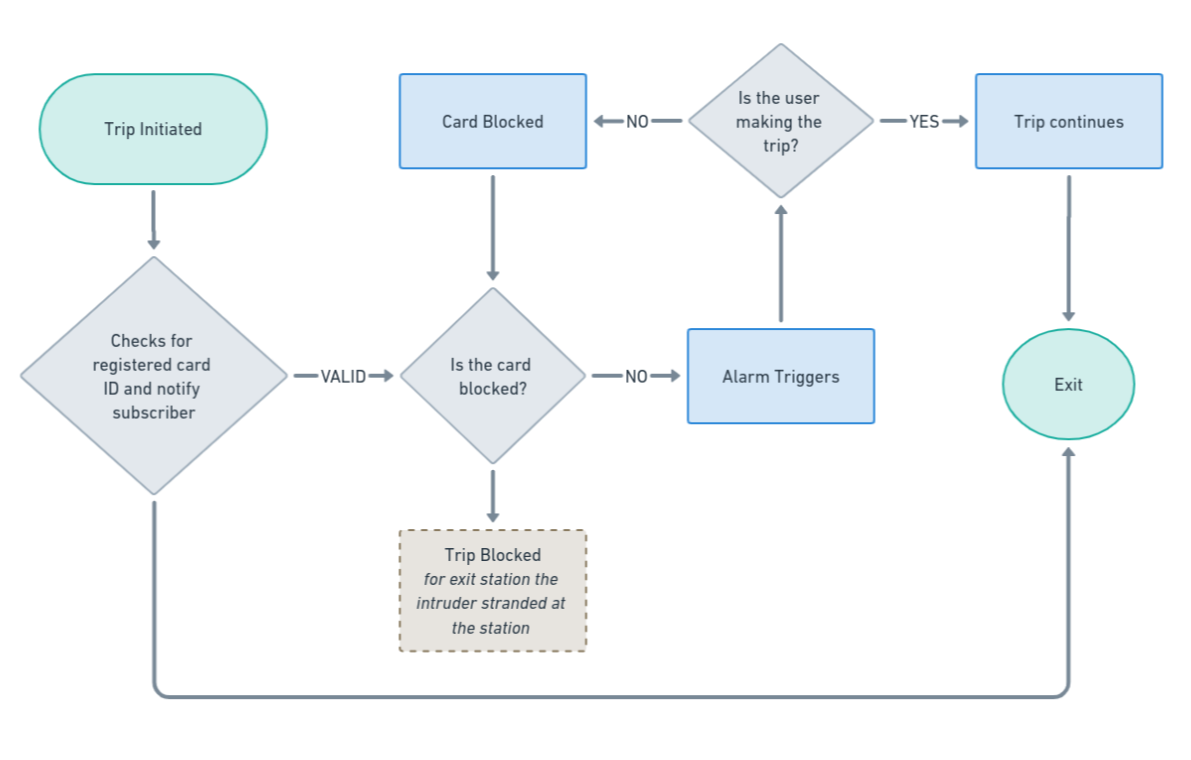 Trip Initiated
Card Blocked
NO
Is the user
making the
trip?
YES
Trip continues
Checks for
registered card
ID and notify
subscriber
VALID
Is the card
blocked?
NO
Alarm Triggers
Exit
Trip Blocked
for exit station the
intruder stranded at
the station